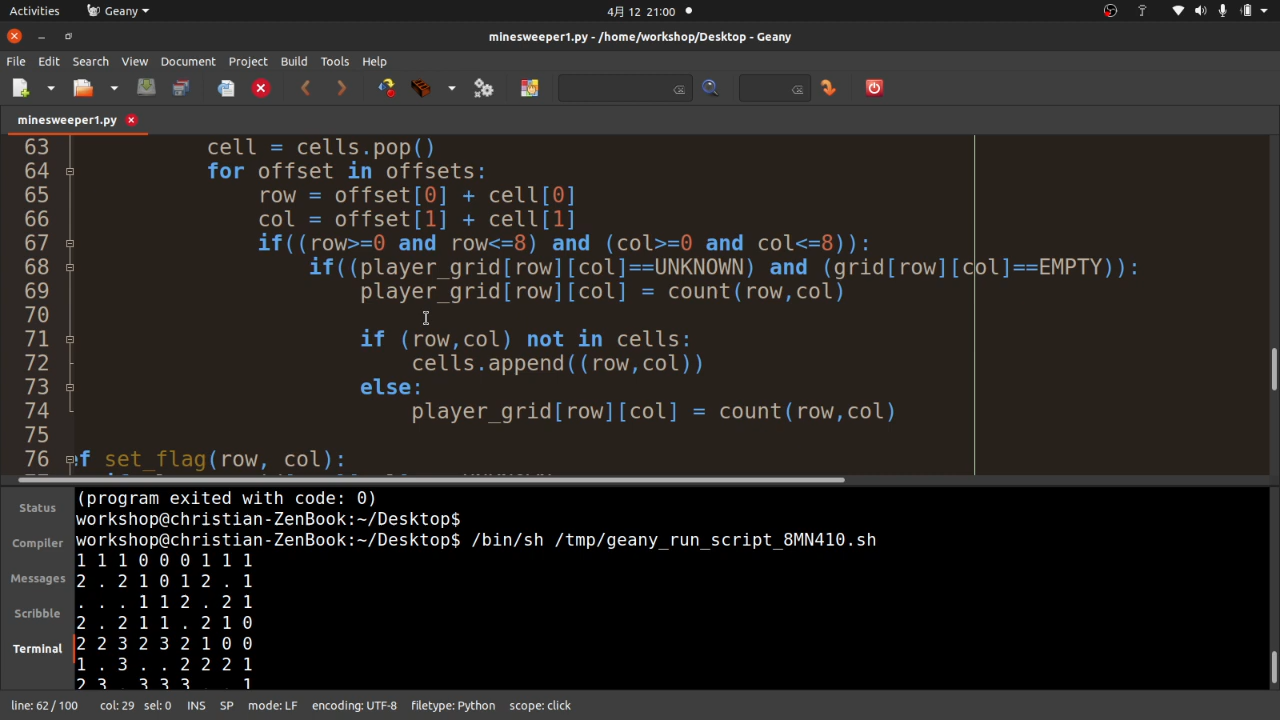 Activities Geany 4月 12 21:00
minesweeper1.py - /home/workshop/Desktop - Geany
File Edit Search View Document Project Build Tools Help
minesweeper1.py
63 cell = cells.pop()
64 for offset in offsets:
65 row = offset[0] + cell[0]
66 col = offset[1] + cell[1]
67 if((row>=0 and row<=8) and (col>=0 and col<=8)):
68 if((player_grid[row][col]==UNKNOWN) and (grid[row][col]==EMPTY)):
69 player_grid[row][col] = count(row,col)
70
71 if (row,col) not in cells:
72 cells.append((row,col))
73 else:
74 player_grid[row][col] = count(row,col)
75
76 ef set_flag(row, col):
Status
Compiler
Messages
Scribble
Terminal
(program exited with code: 0)
workshop@christian-ZenBook:~/Desktop$
workshop@christian-ZenBook:~/Desktop$ /bin/sh /tmp/geany_run_script_8MN410.sh
1 1 1 0 0 0 1 1 1
2 . 2 1 0 1 2 . 1
. . . 1 1 2 . 2 1
2 . 2 1 1 . 2 1 0
2 2 3 2 3 2 1 0 0
1 . 3 . . 2 2 2 1
2 3 . 3 3 3 . . 1
line: 62 / 100 col: 29 sel: 0 INS SP mode: LF encoding: UTF-8 filetype: Python scope: click